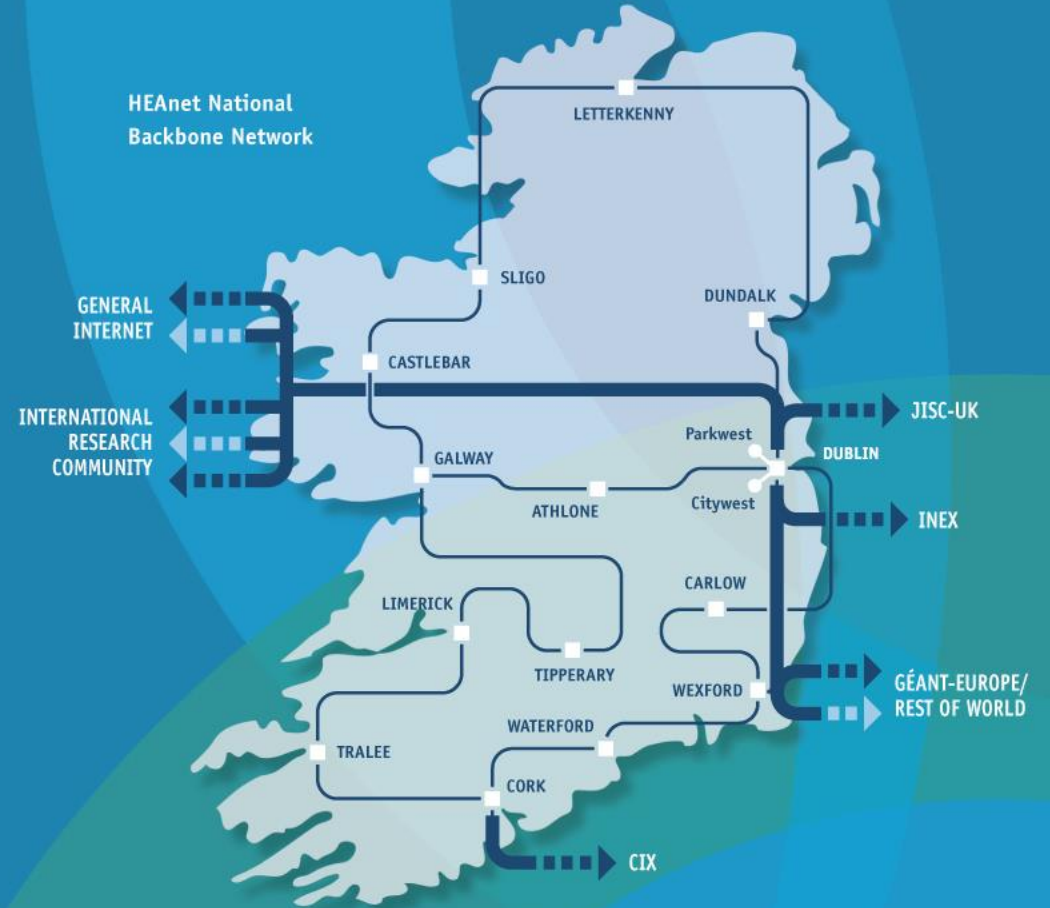 HEAnet National
Backbone Network
LETTERKENNY
SLIGO
DUNDALK
GENERAL
INTERNET
CASTLEBAR
INTERNATIONAL
RESEARCH
COMMUNITY
JISC-UK
Parkwest
DUBLIN
GALWAY
Citywest
ATHLONE
INEX
CARLOW
LIMERICK
TIPPERARY
WEXFORD
GÉANT-EUROPE/
REST OF WORLD
WATERFORD
TRALEE
CORK
CIX